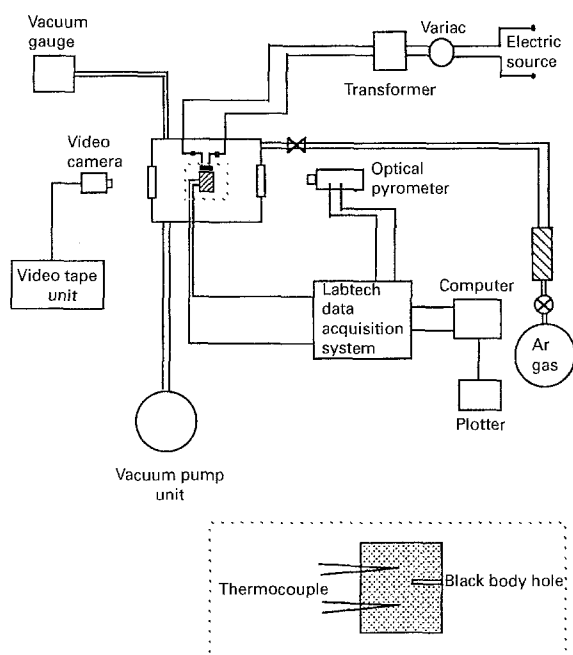 Vacuum
gauge
Variac
Electric
source
Transformer
Video
camera
Optical
pyrometer
Video tape
unit
Labtech
data
acquisition
system
Computer
Ar
gas
Plotter
Vacuum pump
unit
Thermocouple
Black body hole